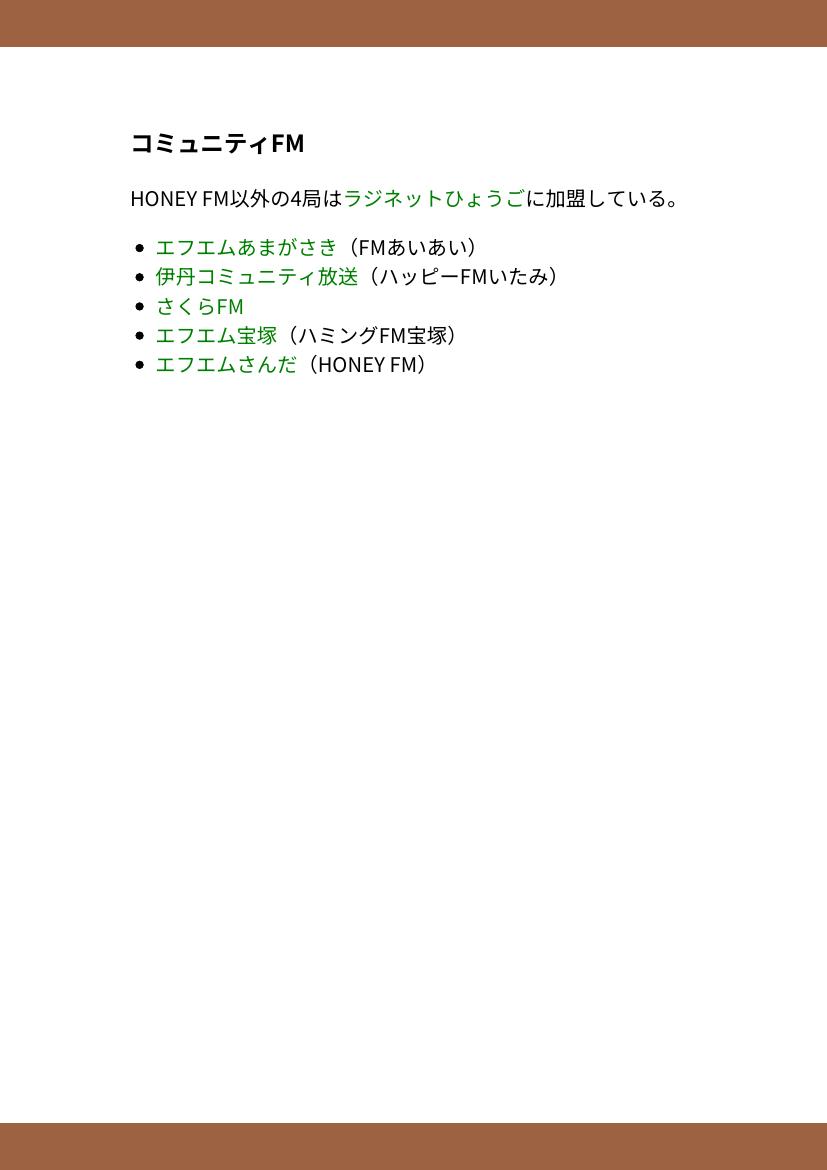 コミュニティFM
HONEY FM以外の4局はラジネットひょうごに加盟している。
• エフエムあまがさき（FMあいあい）
• 伊丹コミュニティ放送（ハッピーFMいたみ）
• さくらFM
• エフエム宝塚（ハミングFM宝塚）
• エフエムさんだ（HONEY FM）